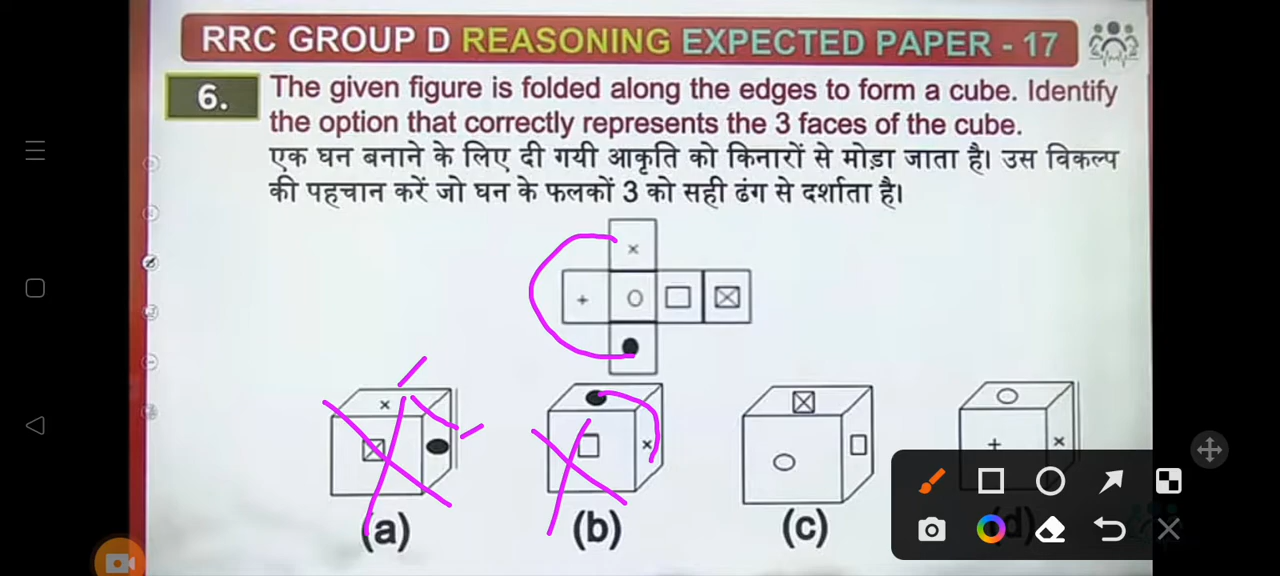 RRC GROUP D REASONING EXPECTED PAPER - 17
6. The given figure is folded along the edges to form a cube. Identify
the option that correctly represents the 3 faces of the cube.
एक घन बनाने के लिए दी गयी आकृति को किनारों से मोड़ा जाता है। उस विकल्प
की पहचान करें जो घन के फलकों 3 को सही ढंग से दर्शाता है।
(a) (b) (c) (d)